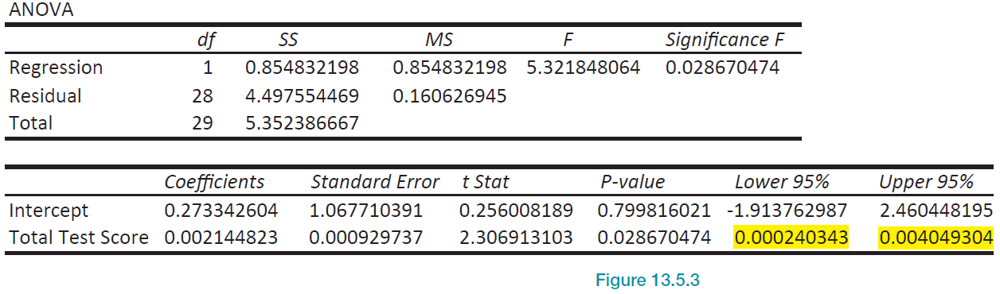 ANOVA
df SS MS F Significance F
Regression 1 0.854832198 0.854832198 5.321848064 0.028670474
Residual 28 4.497554469 0.160626945
Total 29 5.352386667
Coefficients Standard Error t Stat P-value Lower 95% Upper 95%
Intercept 0.273342604 1.067710391 0.256008189 0.799816021 -1.913762987 2.460448195
Total Test Score 0.002144823 0.000929737 2.306913103 0.028670474 0.000240343 0.004049304
Figure 13.5.3